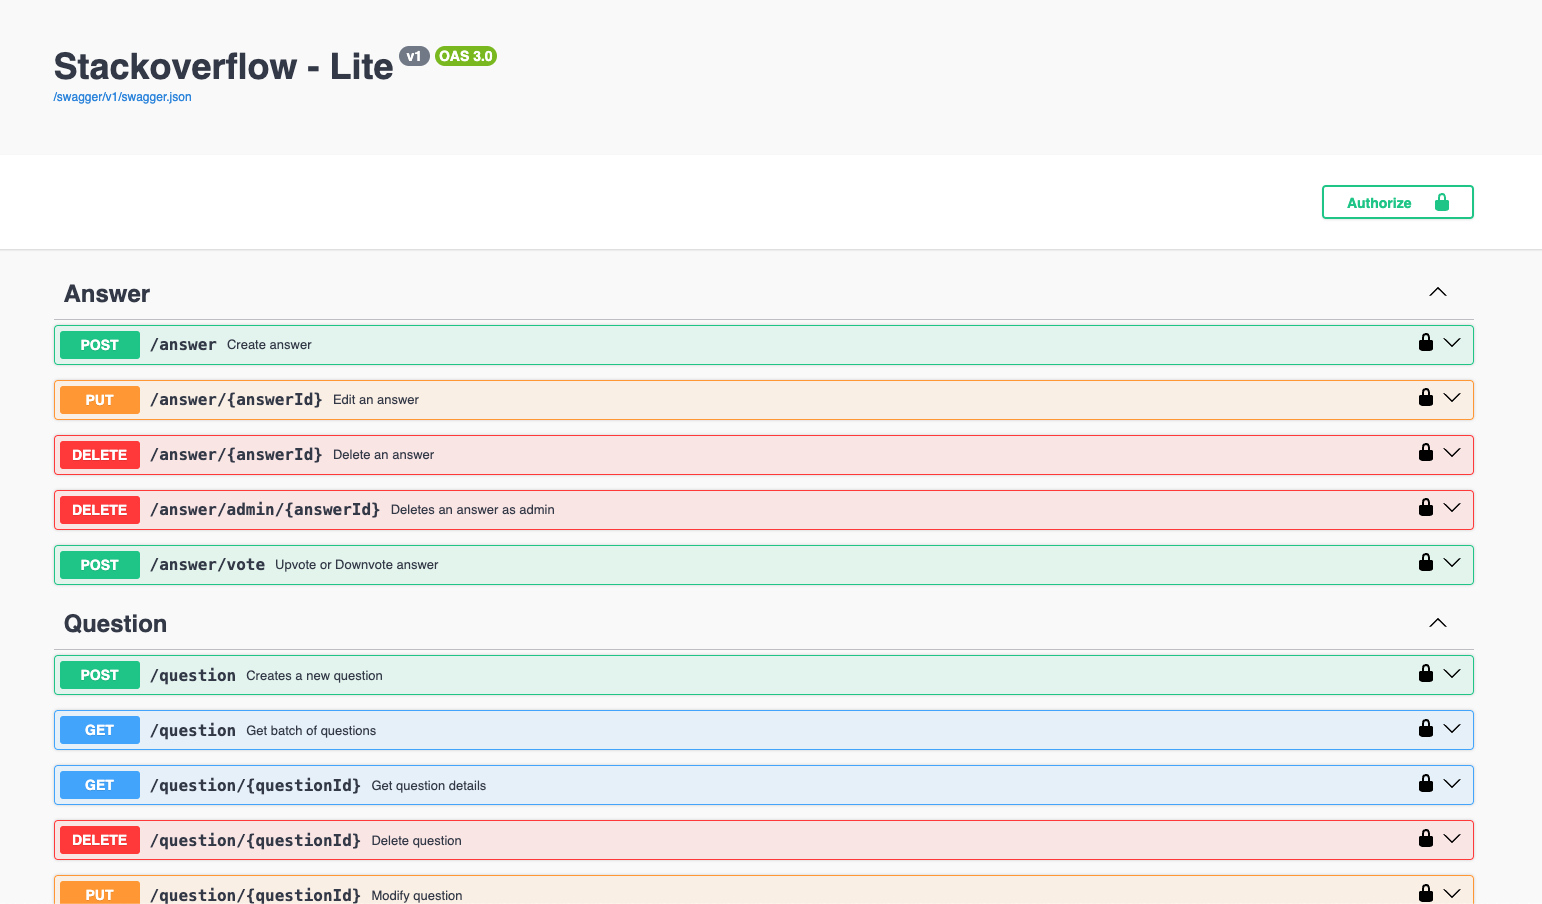 Stackoverflow - Lite v1 OAS 3.0
/swagger/v1/swagger.json
Authorize
Answer
POST /answer Create answer
PUT /answer/{answerId} Edit an answer
DELETE /answer/{answerId} Delete an answer
DELETE /answer/admin/{answerId} Deletes an answer as admin
POST /answer/vote Upvote or Downvote answer
Question
POST /question Creates a new question
GET /question Get batch of questions
GET /question/{questionId} Get question details
DELETE /question/{questionId} Delete question
PUT /question/{questionId} Modify question